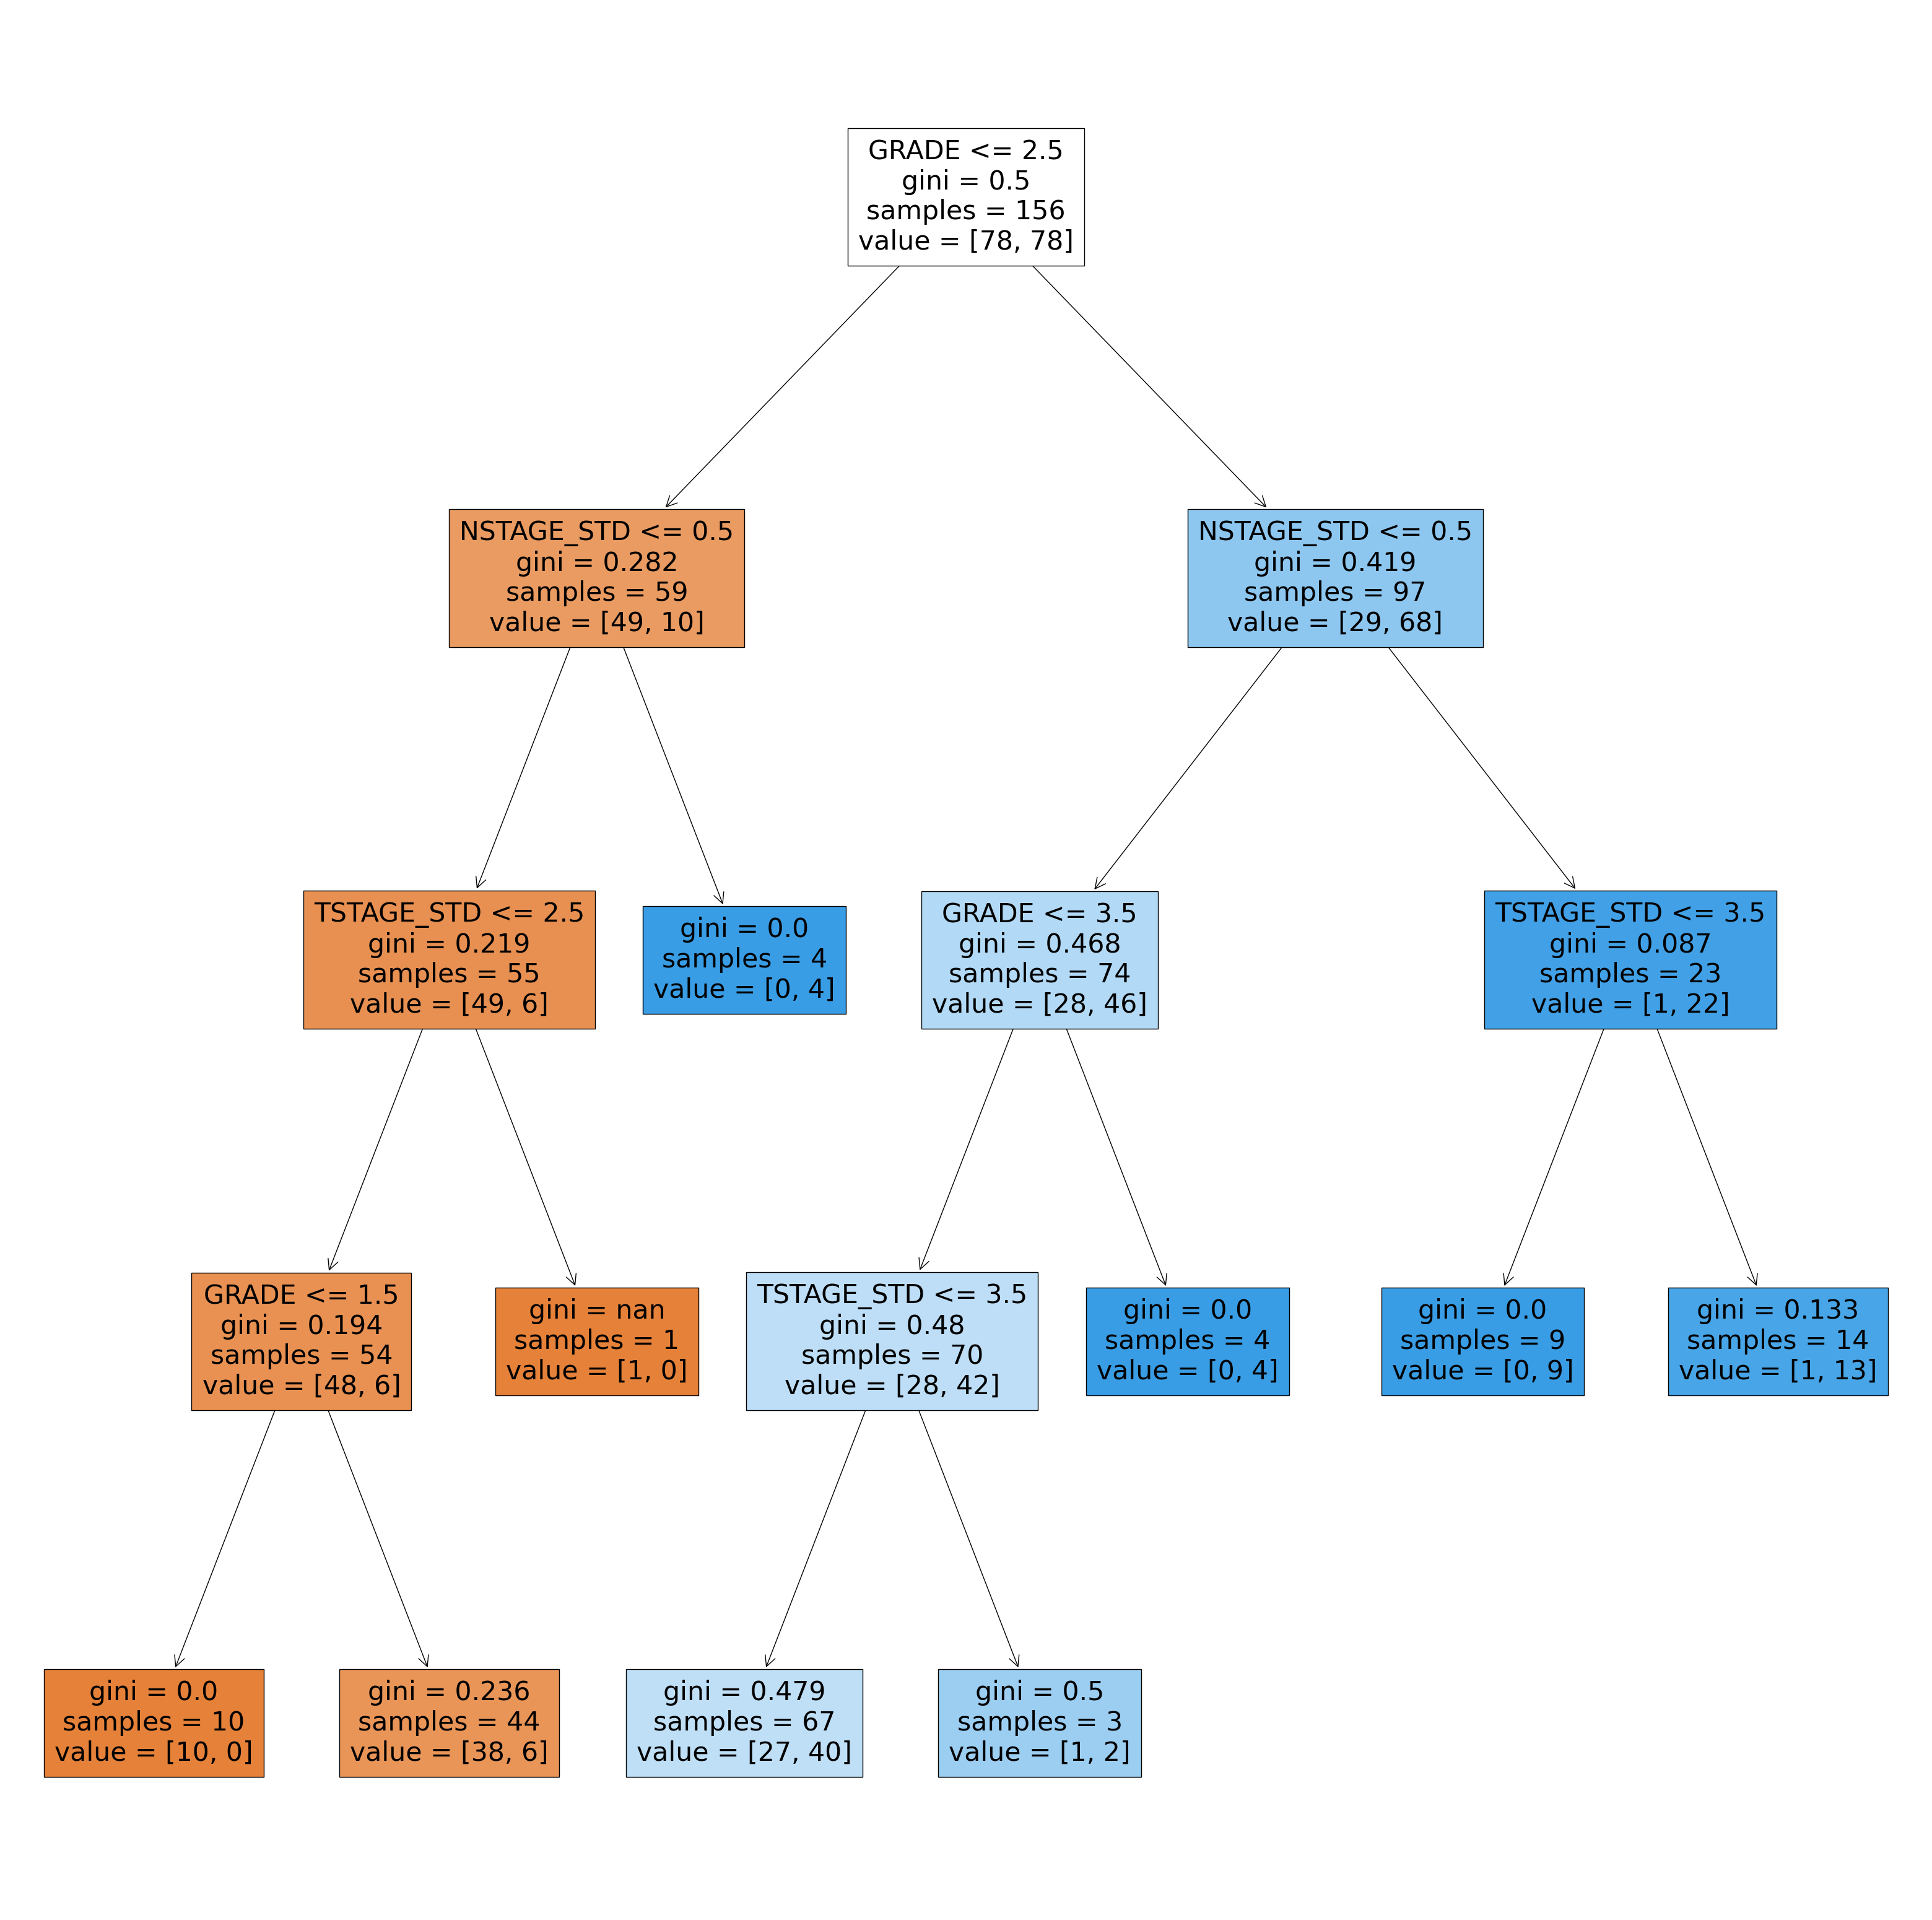 GRADE <= 2.5
gini = 0.5
samples = 156
value = [78, 78]
NSTAGE_STD <= 0.5
gini = 0.282
samples = 59
value = [49, 10]
NSTAGE_STD <= 0.5
gini = 0.419
samples = 97
value = [29, 68]
TSTAGE_STD <= 2.5
gini = 0.219
samples = 55
value = [49, 6]
gini = 0.0
samples = 4
value = [0, 4]
GRADE <= 3.5
gini = 0.468
samples = 74
value = [28, 46]
TSTAGE_STD <= 3.5
gini = 0.087
samples = 23
value = [1, 22]
GRADE <= 1.5
gini = 0.194
samples = 54
value = [48, 6]
gini = nan
samples = 1
value = [1, 0]
TSTAGE_STD <= 3.5
gini = 0.48
samples = 70
value = [28, 42]
gini = 0.0
samples = 4
value = [0, 4]
gini = 0.0
samples = 9
value = [0, 9]
gini = 0.133
samples = 14
value = [1, 13]
gini = 0.0
samples = 10
value = [10, 0]
gini = 0.236
samples = 44
value = [38, 6]
gini = 0.479
samples = 67
value = [27, 40]
gini = 0.5
samples = 3
value = [1, 2]